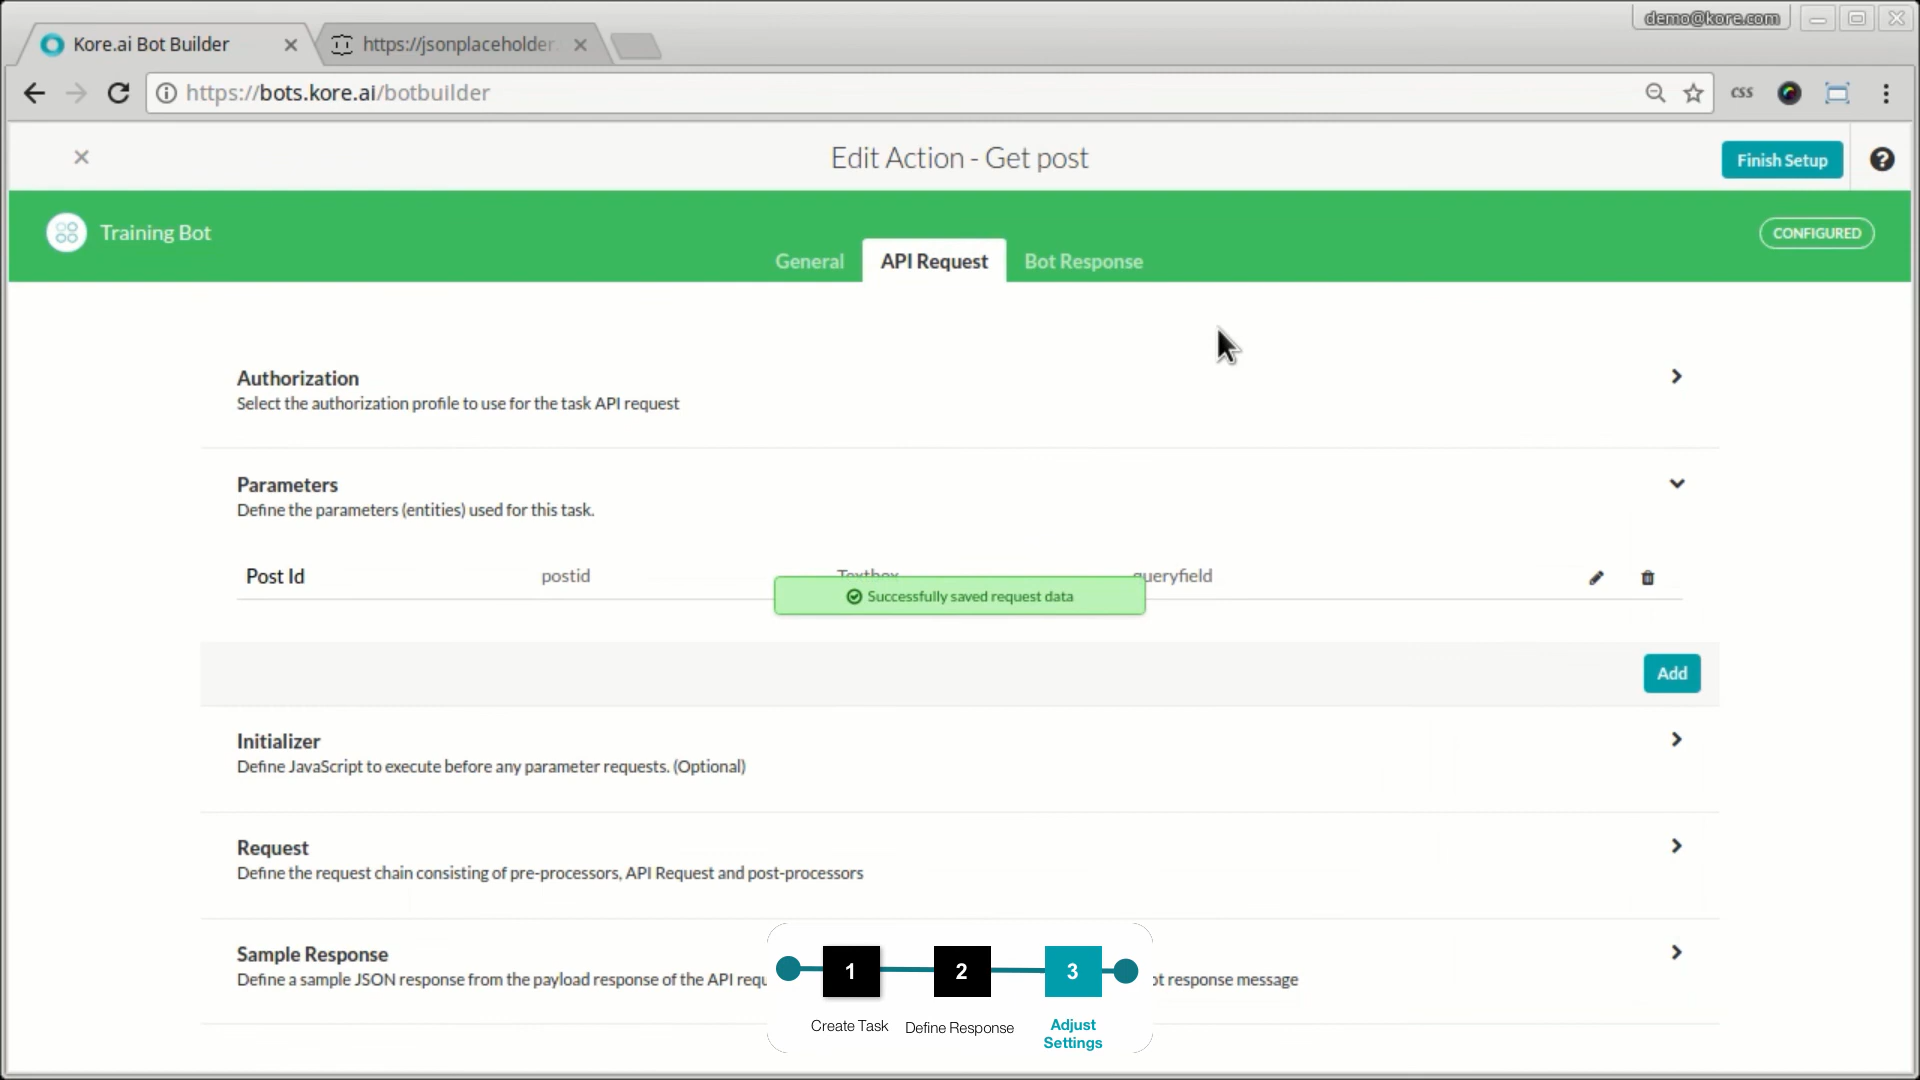 demo@kore.com
Kore.ai Bot Builder
https://jsonplaceholder.
https://bots.kore.ai/botbuilder
css
Edit Action - Get post
Finish Setup
Training Bot
CONFIGURED
General
API Request
Bot Response
Authorization
Select the authorization profile to use for the task API request
Parameters
Define the parameters (entities) used for this task.
Post Id
postid
Textbox
queryfield
Successfully saved request data
Add
Initializer
Define JavaScript to execute before any parameter requests. (Optional)
Request
Define the request chain consisting of pre-processors, API Request and post-processors
Sample Response
Define a sample JSON response from the payload response of the API requ
ot response message
1
2
3
Create Task
Define Response
Adjust
Settings